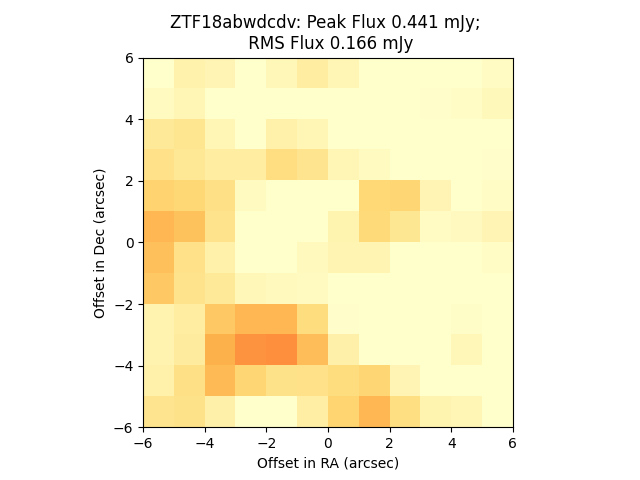 ZTF18abwdcdv: Peak Flux 0.441 mJy;
RMS Flux 0.166 mJy
6
4
2
0
−2
−4
−6
Offset in Dec (arcsec)
−6 −4 −2 0 2 4 6
Offset in RA (arcsec)